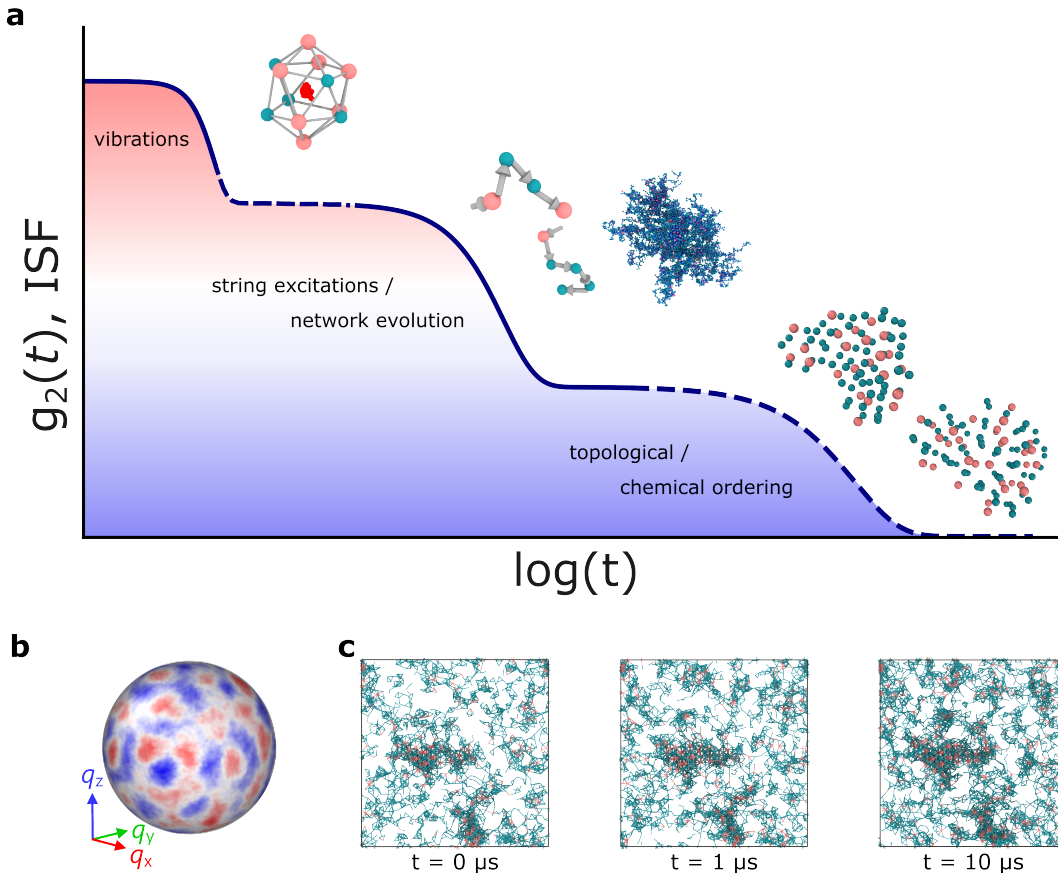 a
g₂(t), ISF
vibrations
string excitations /
network evolution
topological /
chemical ordering
log(t)
b
qz
qy
qx
c
t = 0 µs
t = 1 µs
t = 10 µs